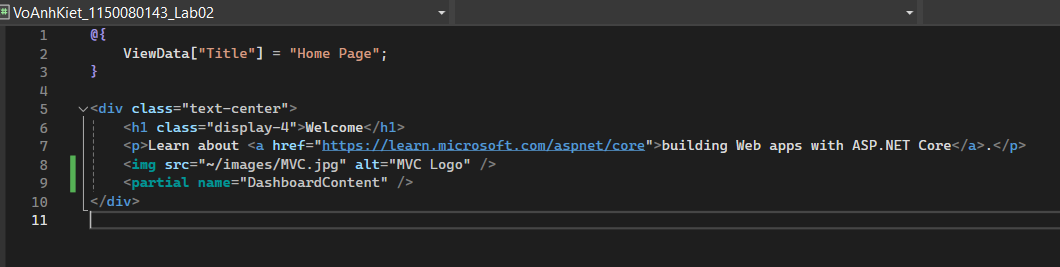 VoAnhKiet_1150080143_Lab02
1 @{
2 ViewData["Title"] = "Home Page";
3 }
4
5 <div class="text-center">
6 <h1 class="display-4">Welcome</h1>
7 <p>Learn about <a href="https://learn.microsoft.com/aspnet/core">building Web apps with ASP.NET Core</a>.</p>
8 <img src="~/images/MVC.jpg" alt="MVC Logo" />
9 <partial name="DashboardContent" />
10 </div>
11